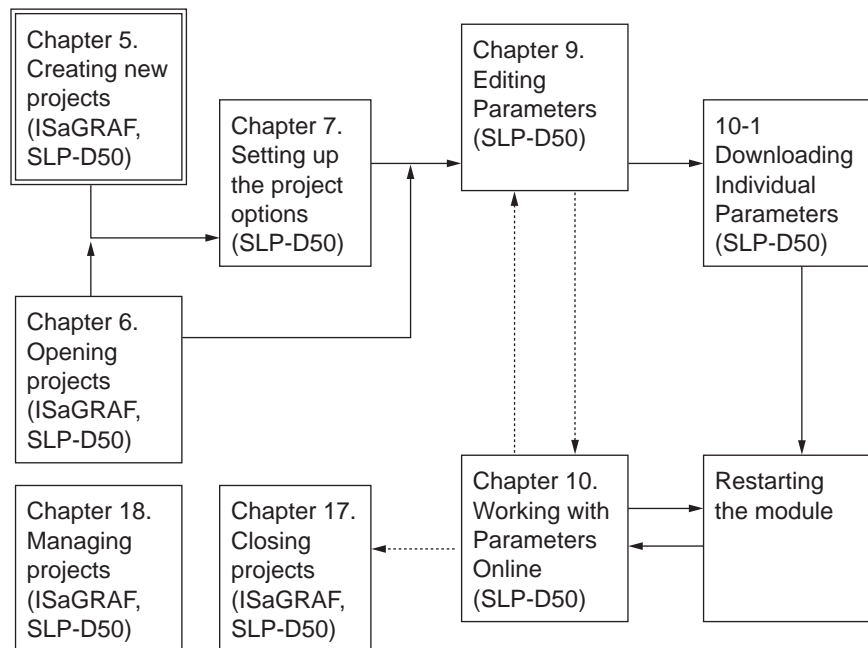 Chapter 5.
Creating new
projects
(ISaGRAF,
SLP-D50)
Chapter 7.
Setting up
the project
options
(SLP-D50)
Chapter 9.
Editing
Parameters
(SLP-D50)
10-1
Downloading
Individual
Parameters
(SLP-D50)
Chapter 6.
Opening
projects
(ISaGRAF,
SLP-D50)
Chapter 18.
Managing
projects
(ISaGRAF,
SLP-D50)
Chapter 17.
Closing
projects
(ISaGRAF,
SLP-D50)
Chapter 10.
Working with
Parameters
Online
(SLP-D50)
Restarting
the module